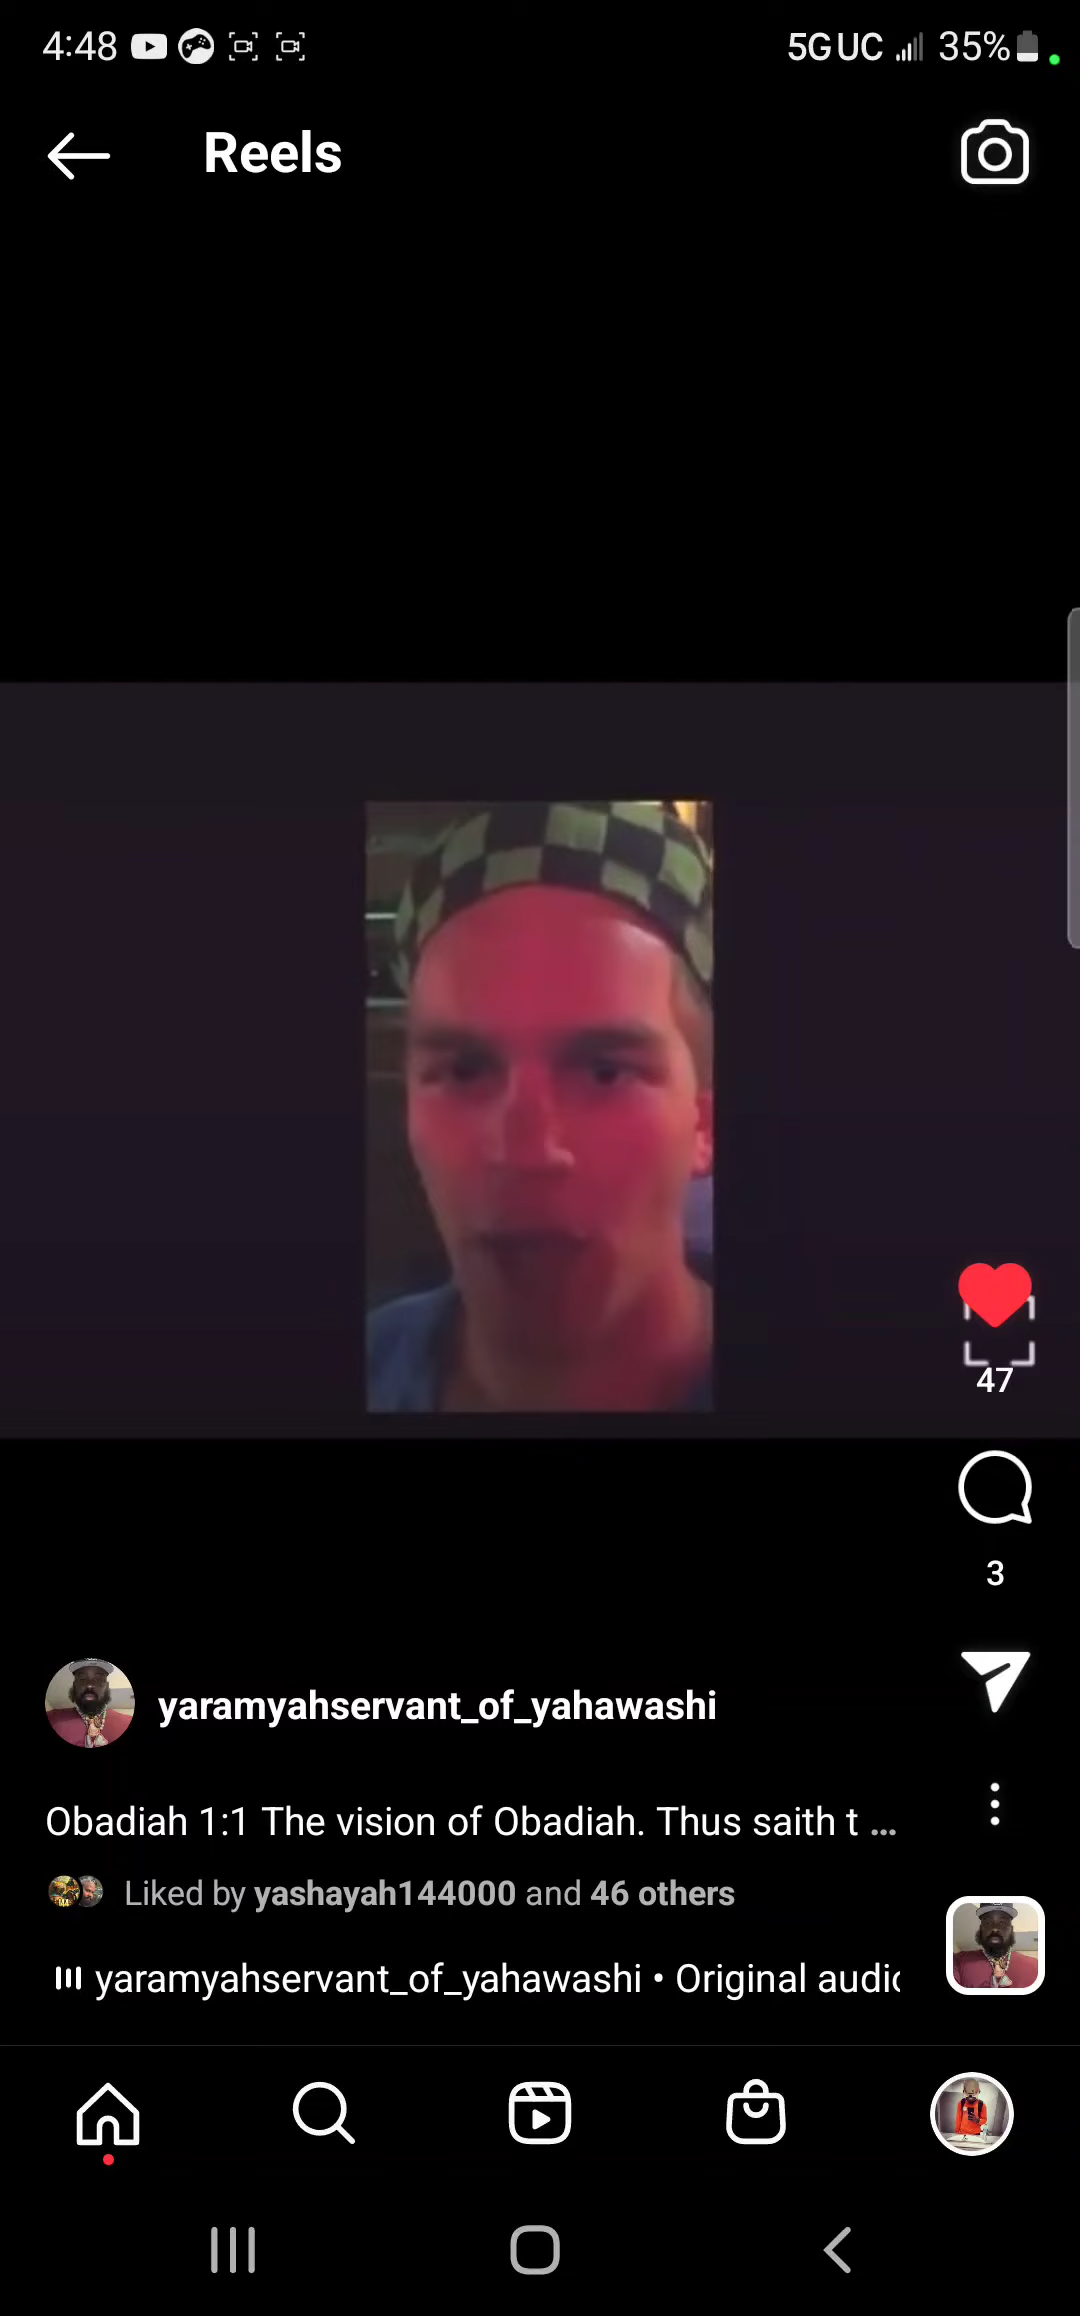 4:48 5G UC 35%
Reels
47
3
yaramyahservant_of_yahawashi
Obadiah 1:1 The vision of Obadiah. Thus saith t ...
Liked by yashayah144000 and 46 others
yaramyahservant_of_yahawashi • Original audio